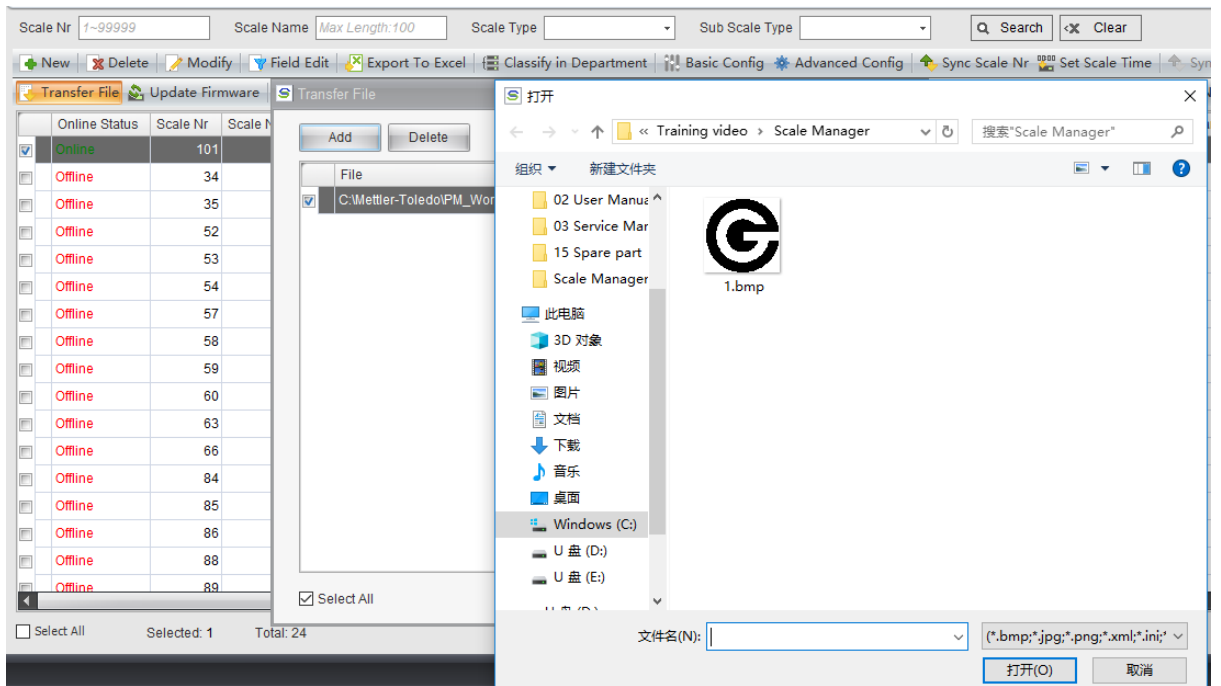 Scale Nr 1~99999 Scale Name Max Length:100 Scale Type Sub Scale Type Search Clear
New Delete Modify Field Edit Export To Excel Classify in Department Basic Config Advanced Config Sync Scale Nr Set Scale Time Syn
Transfer File Update Firmware
Online Status Scale Nr Scale N
Online 101
Offline 34
Offline 35
Offline 52
Offline 53
Offline 54
Offline 57
Offline 58
Offline 59
Offline 60
Offline 63
Offline 66
Offline 84
Offline 85
Offline 86
Offline 88
Offline 89
Select All Selected: 1 Total: 24
Transfer File
Add Delete
File
C:\Mettler-Toledo\PM_Wor
Select All
打开
« Training video > Scale Manager 搜索"Scale Manager"
组织 新建文件夹
02 User Manua
03 Service Mar
15 Spare part
Scale Manager
此电脑
3D 对象
视频
图片
文档
下载
音乐
桌面
Windows (C:)
U 盘 (D:)
U 盘 (E:)
1.bmp
文件名(N): (*.bmp;*.jpg;*.png;*.xml;*.ini;*
打开(O) 取消